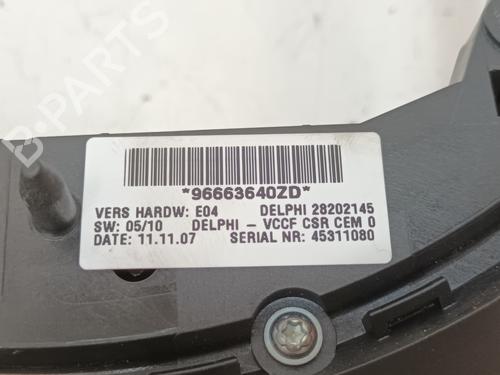 B-PARTS
*96663640ZD*
VERS HARDW: E04 DELPHI 28202145
SW: 05/10 DELPHI - VCCF CSR CEM 0
DATE: 11.11.07 SERIAL NR: 45311080